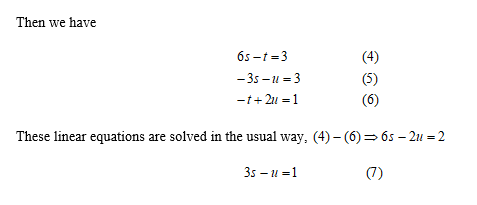 Then we have
6s – t = 3 (4)
– 3s – u = 3 (5)
– t + 2u = 1 (6)
These linear equations are solved in the usual way, (4) – (6) ⇒ 6s – 2u = 2
3s – u = 1 (7)